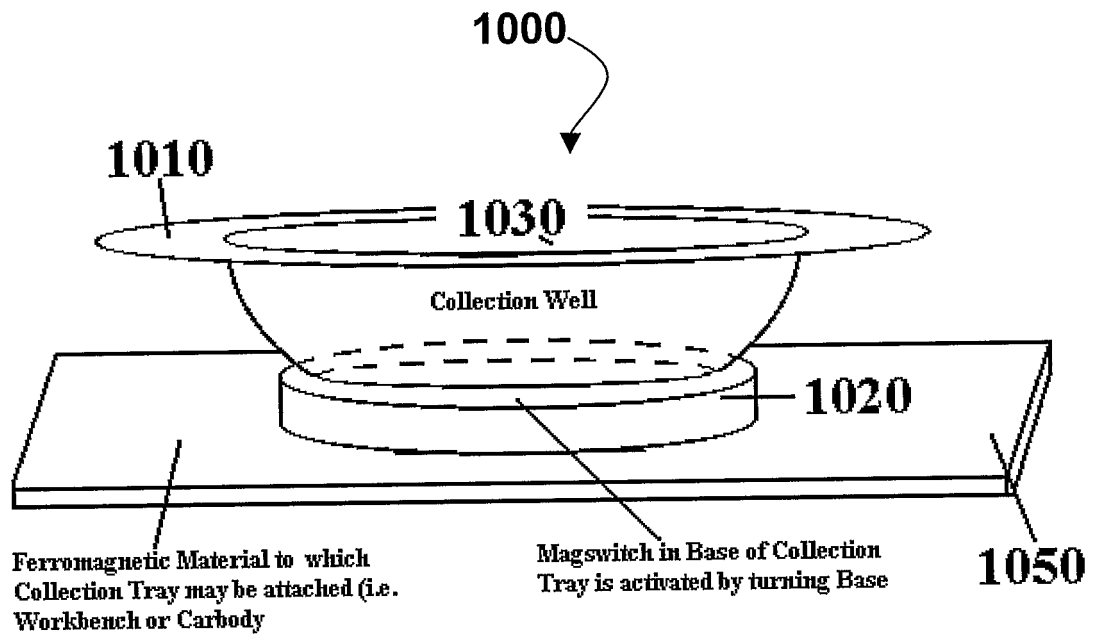 1000
1010
1030
Collection Well
1020
Ferromagnetic Material to which
Collection Tray may be attached (i.e.
Workbench or Carbody
Magswitch in Base of Collection
Tray is activated by turning Base
1050